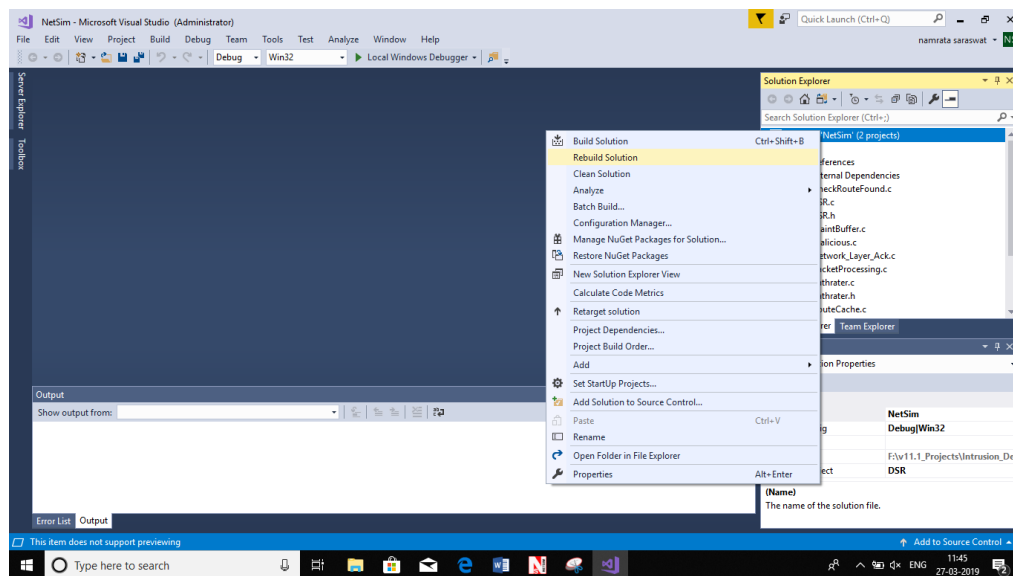 NetSim - Microsoft Visual Studio (Administrator)
Quick Launch (Ctrl+Q)
File Edit View Project Build Debug Team Tools Test Analyze Window Help
namrata saraswat
Debug
Win32
Local Windows Debugger
Server Explorer
Toolbox
Solution Explorer
Search Solution Explorer (Ctrl+;)
'NetSim' (2 projects)
ferences
ternal Dependencies
heckRouteFound.c
SR.c
SR.h
aintBuffer.c
alicious.c
etwork_Layer_Ack.c
cketProcessing.c
thrater.c
thrater.h
uteCache.c
rer
Team Explorer
Build Solution Ctrl+Shift+B
Rebuild Solution
Clean Solution
Analyze
Batch Build...
Configuration Manager...
Manage NuGet Packages for Solution...
Restore NuGet Packages
New Solution Explorer View
Calculate Code Metrics
Retarget solution
Project Dependencies...
Project Build Order...
Add
Set StartUp Projects...
Add Solution to Source Control...
Paste Ctrl+V
Rename
Open Folder in File Explorer
Properties Alt+Enter
ion Properties
NetSim
ig Debug|Win32
F:\v11.1_Projects\Intrusion_De
ect DSR
(Name)
The name of the solution file.
Output
Show output from:
Error List Output
This item does not support previewing
Add to Source Control
Type here to search
ENG
11:45
27-03-2019